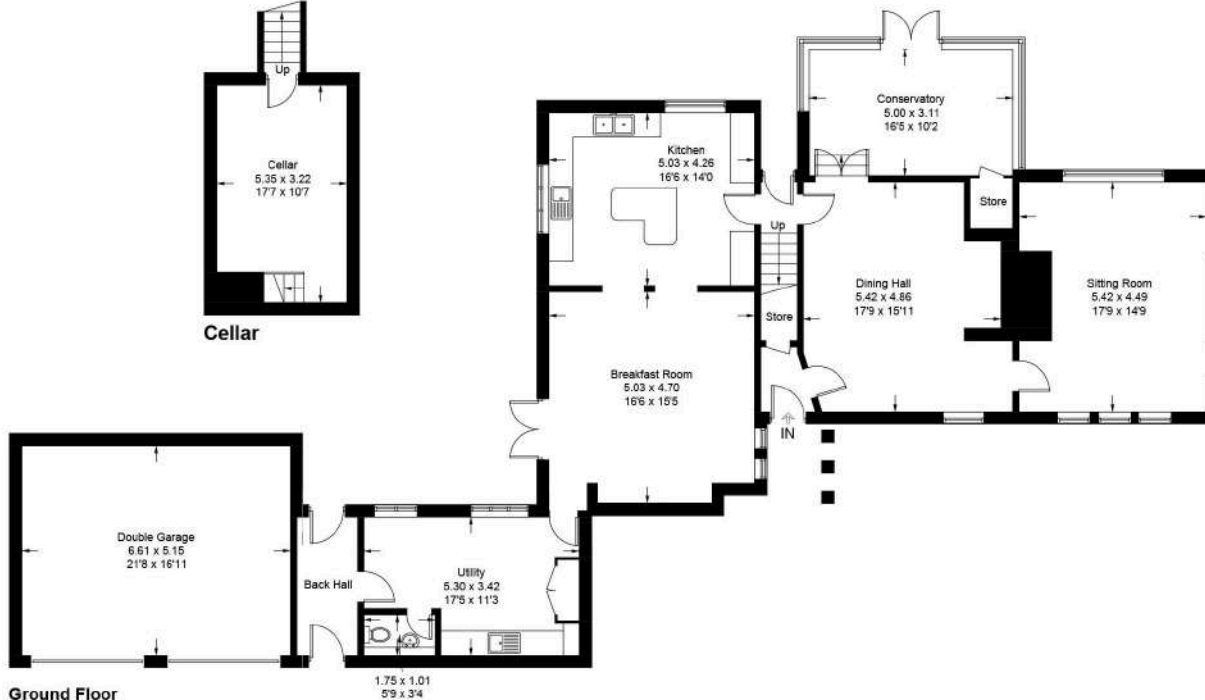 Up
Cellar
5.35 x 3.22
17'7 x 10'7
Cellar
Conservatory
5.00 x 3.11
16'5 x 10'2
Kitchen
5.03 x 4.26
16'6 x 14'0
Store
Up
Dining Hall
5.42 x 4.86
17'9 x 15'11
Sitting Room
5.42 x 4.49
17'9 x 14'9
Store
Breakfast Room
5.03 x 4.70
16'6 x 15'5
IN
Double Garage
6.61 x 5.15
21'8 x 16'11
Back Hall
Utility
5.30 x 3.42
17'5 x 11'3
1.75 x 1.01
5'9 x 3'4
Ground Floor